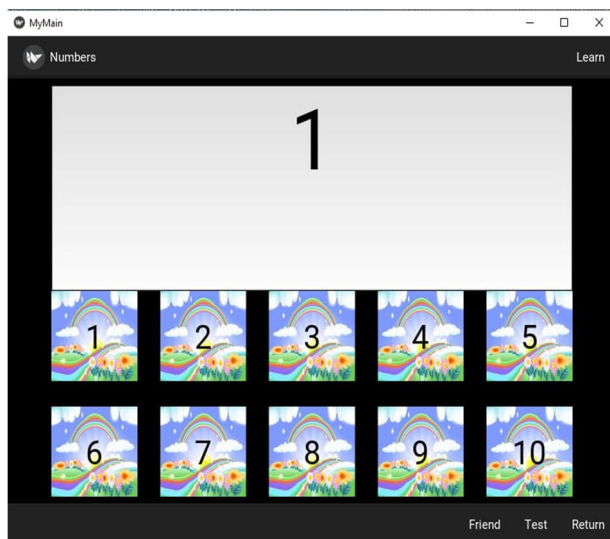 MyMain
Numbers Learn
1
1 2 3 4 5
6 7 8 9 10
Friend Test Return